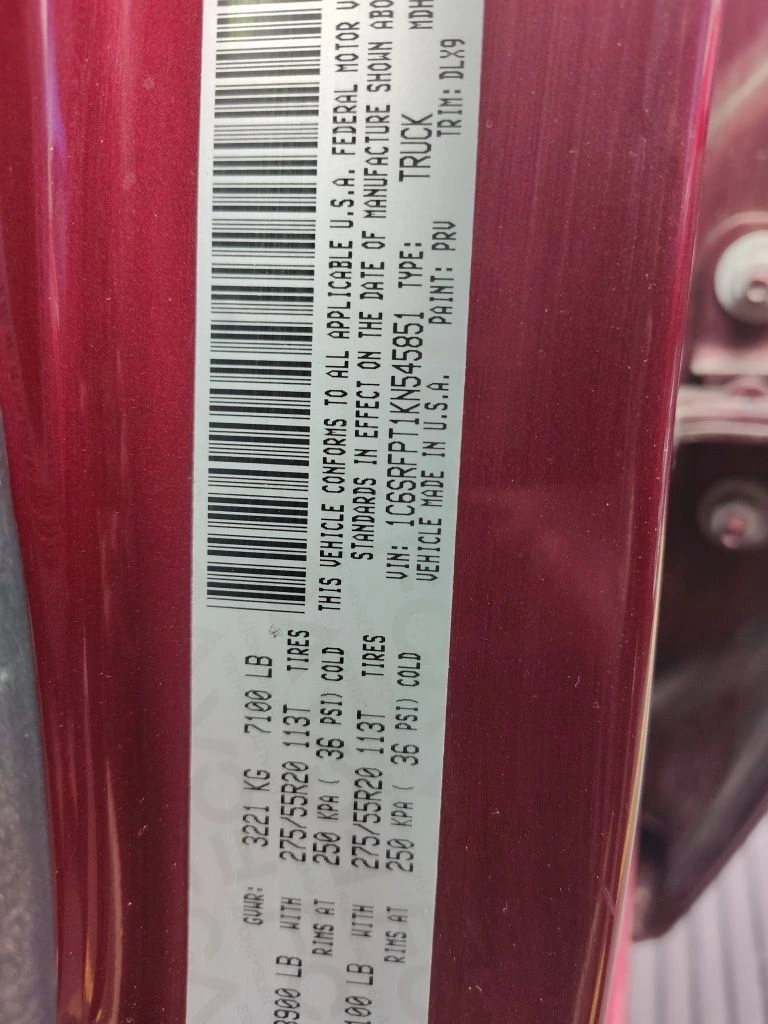 GVWR: 3221 KG 7100 LB
900 LB WITH 275/55R20 113T TIRES
RIMS AT 250 KPA ( 36 PSI) COLD
100 LB WITH 275/55R20 113T TIRES
RIMS AT 250 KPA ( 36 PSI) COLD
THIS VEHICLE CONFORMS TO ALL APPLICABLE U.S.A. FEDERAL MOTOR V
STANDARDS IN EFFECT ON THE DATE OF MANUFACTURE SHOWN ABO
VIN: 1C6SRFPT1KN545851 TYPE: TRUCK MDH
VEHICLE MADE IN U.S.A. PAINT: PRV TRIM: DLX9